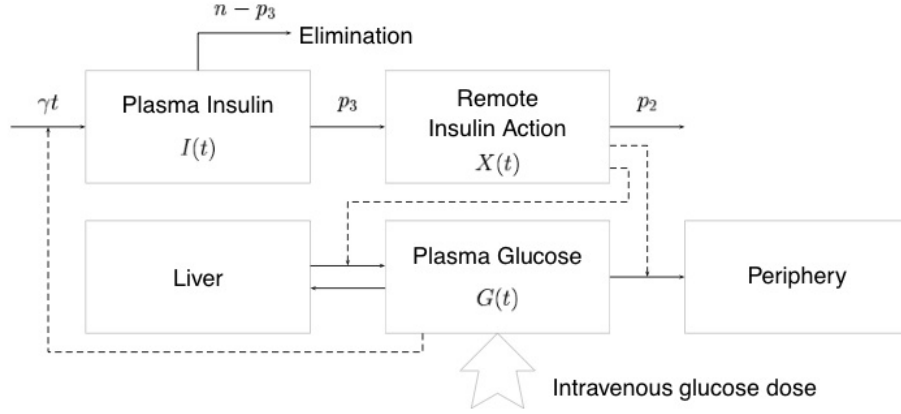 n − p₃
Elimination
γt
Plasma Insulin
I(t)
p₃
Remote
Insulin Action
X(t)
p₂
Liver
Plasma Glucose
G(t)
Periphery
Intravenous glucose dose